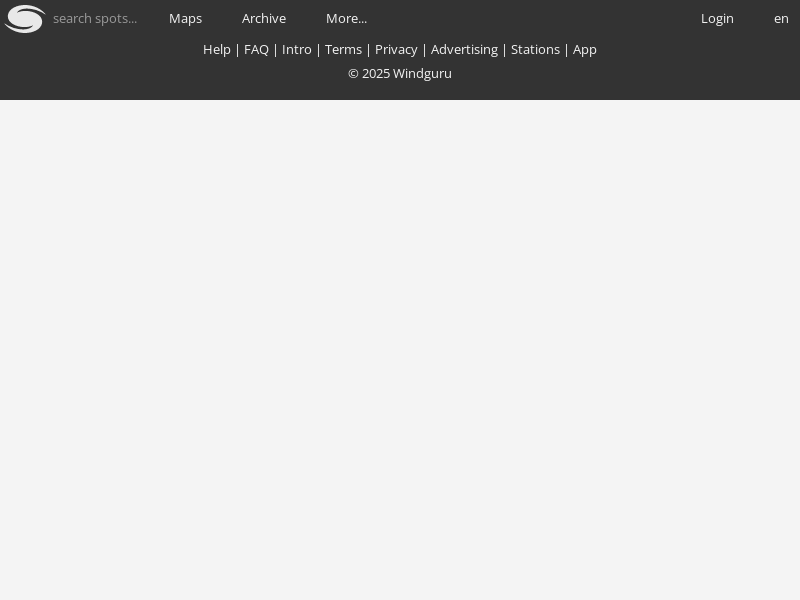 search spots... Maps Archive More... Login en
Help | FAQ | Intro | Terms | Privacy | Advertising | Stations | App
© 2025 Windguru